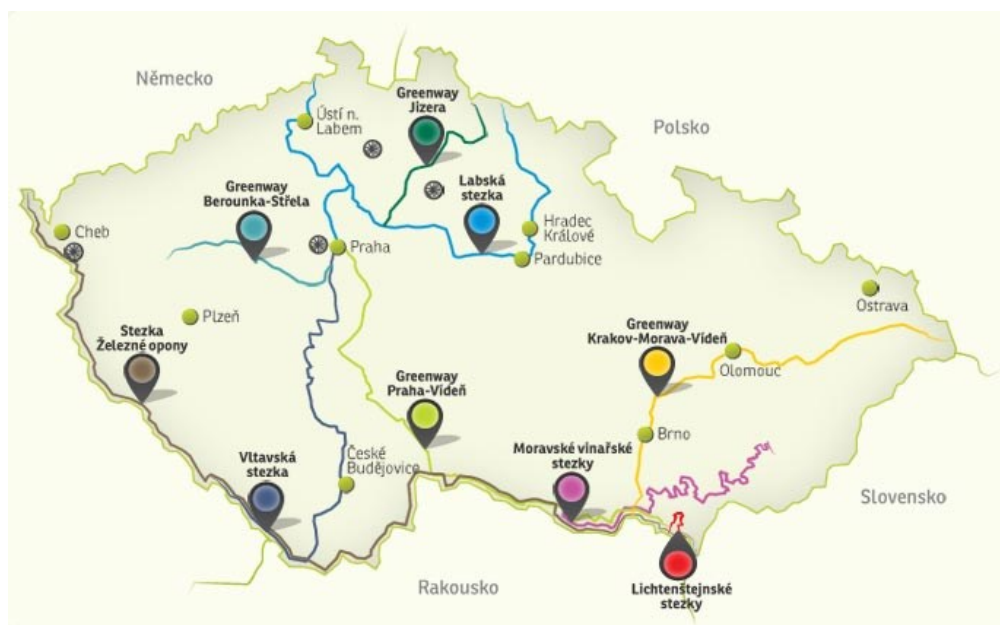 Německo
Greenway
Jizera
Ústí n.
Labem
Polsko
Greenway
Berounka-Střela
Labská
stezka
Cheb
Praha
Hradec
Králové
Pardubice
Ostrava
Plzeň
Stezka
Železné opony
Greenway
Krakov-Morava-Vídeň
Olomouc
Greenway
Praha-Vídeň
Brno
Vltavská
stezka
České
Budějovice
Moravské vinařské
stezky
Slovensko
Rakousko
Lichtenštejnské
stezky